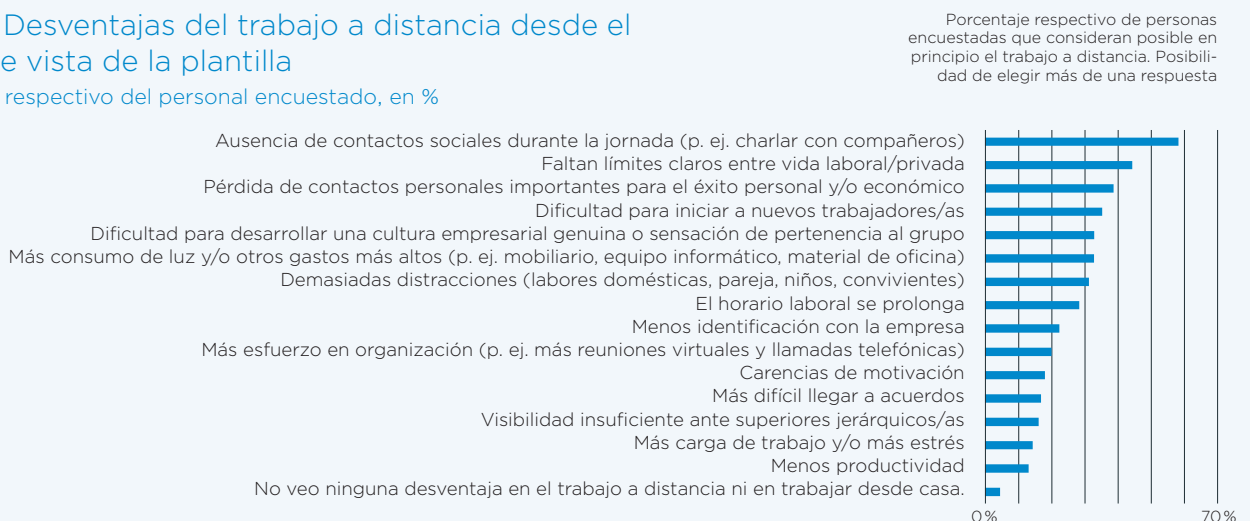 Desventajas del trabajo a distancia desde el
e vista de la plantilla
respectivo del personal encuestado, en %
Porcentaje respectivo de personas
encuestadas que consideran posible en
principio el trabajo a distancia. Posibili-
dad de elegir más de una respuesta
Ausencia de contactos sociales durante la jornada (p. ej. charlar con compañeros)
Faltan límites claros entre vida laboral/privada
Pérdida de contactos personales importantes para el éxito personal y/o económico
Dificultad para iniciar a nuevos trabajadores/as
Dificultad para desarrollar una cultura empresarial genuina o sensación de pertenencia al grupo
Más consumo de luz y/o otros gastos más altos (p. ej. mobiliario, equipo informático, material de oficina)
Demasiadas distracciones (labores domésticas, pareja, niños, convivientes)
El horario laboral se prolonga
Menos identificación con la empresa
Más esfuerzo en organización (p. ej. más reuniones virtuales y llamadas telefónicas)
Carencias de motivación
Más difícil llegar a acuerdos
Visibilidad insuficiente ante superiores jerárquicos/as
Más carga de trabajo y/o más estrés
Menos productividad
No veo ninguna desventaja en el trabajo a distancia ni en trabajar desde casa.
0 % 70 %